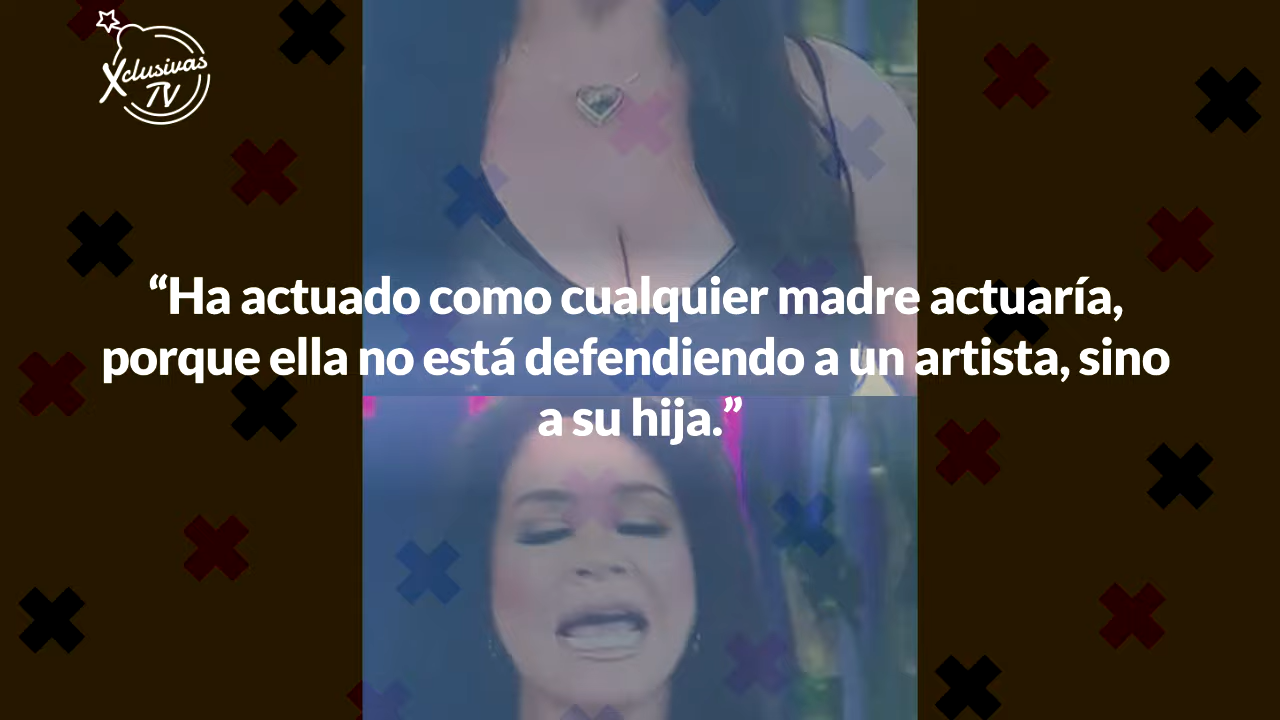 Xclusivas
TV
“Ha actuado como cualquier madre actuaría,
porque ella no está defendiendo a un artista, sino
a su hija.”